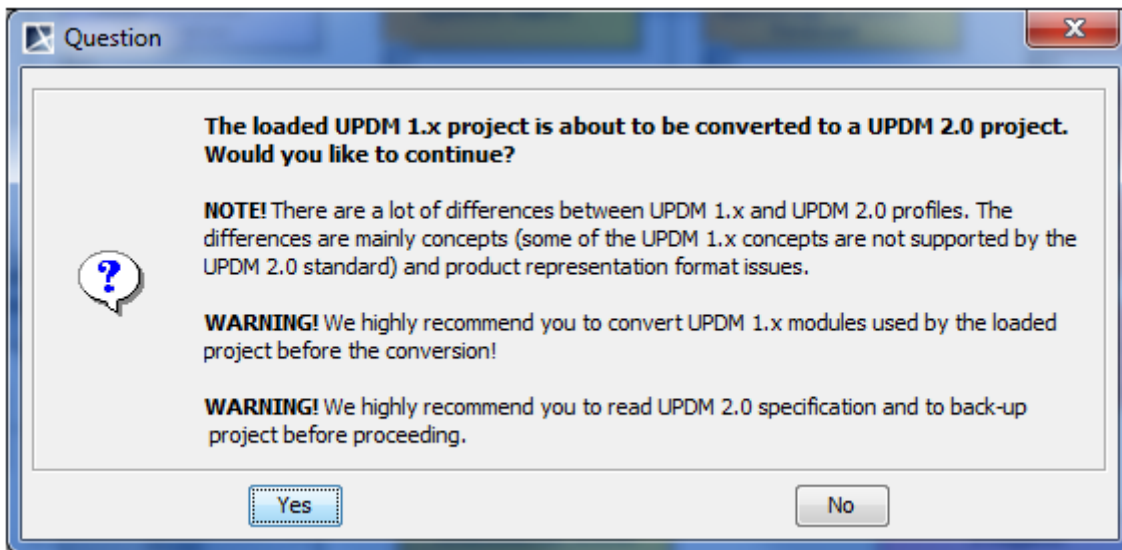 Question
The loaded UPDM 1.x project is about to be converted to a UPDM 2.0 project.
Would you like to continue?
NOTE! There are a lot of differences between UPDM 1.x and UPDM 2.0 profiles. The
differences are mainly concepts (some of the UPDM 1.x concepts are not supported by the
UPDM 2.0 standard) and product representation format issues.
WARNING! We highly recommend you to convert UPDM 1.x modules used by the loaded
project before the conversion!
WARNING! We highly recommend you to read UPDM 2.0 specification and to back-up
project before proceeding.
Yes
No